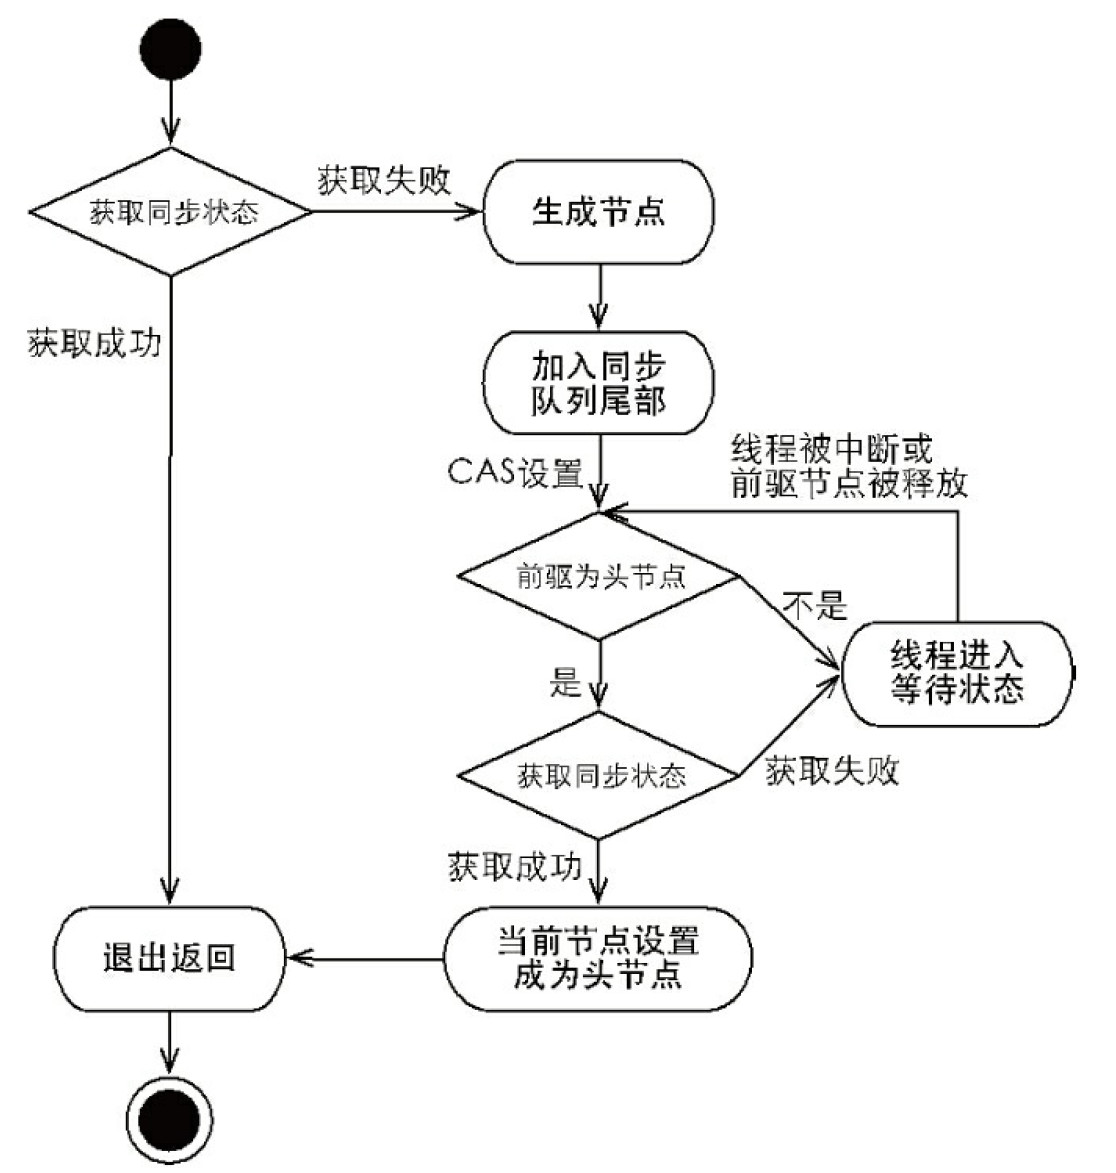 获取同步状态
获取失败
生成节点
获取成功
加入同步
队列尾部
CAS设置
线程被中断或
前驱节点被释放
前驱为头节点
不是
线程进入
等待状态
是
获取同步状态
获取失败
获取成功
当前节点设置
成为头节点
退出返回